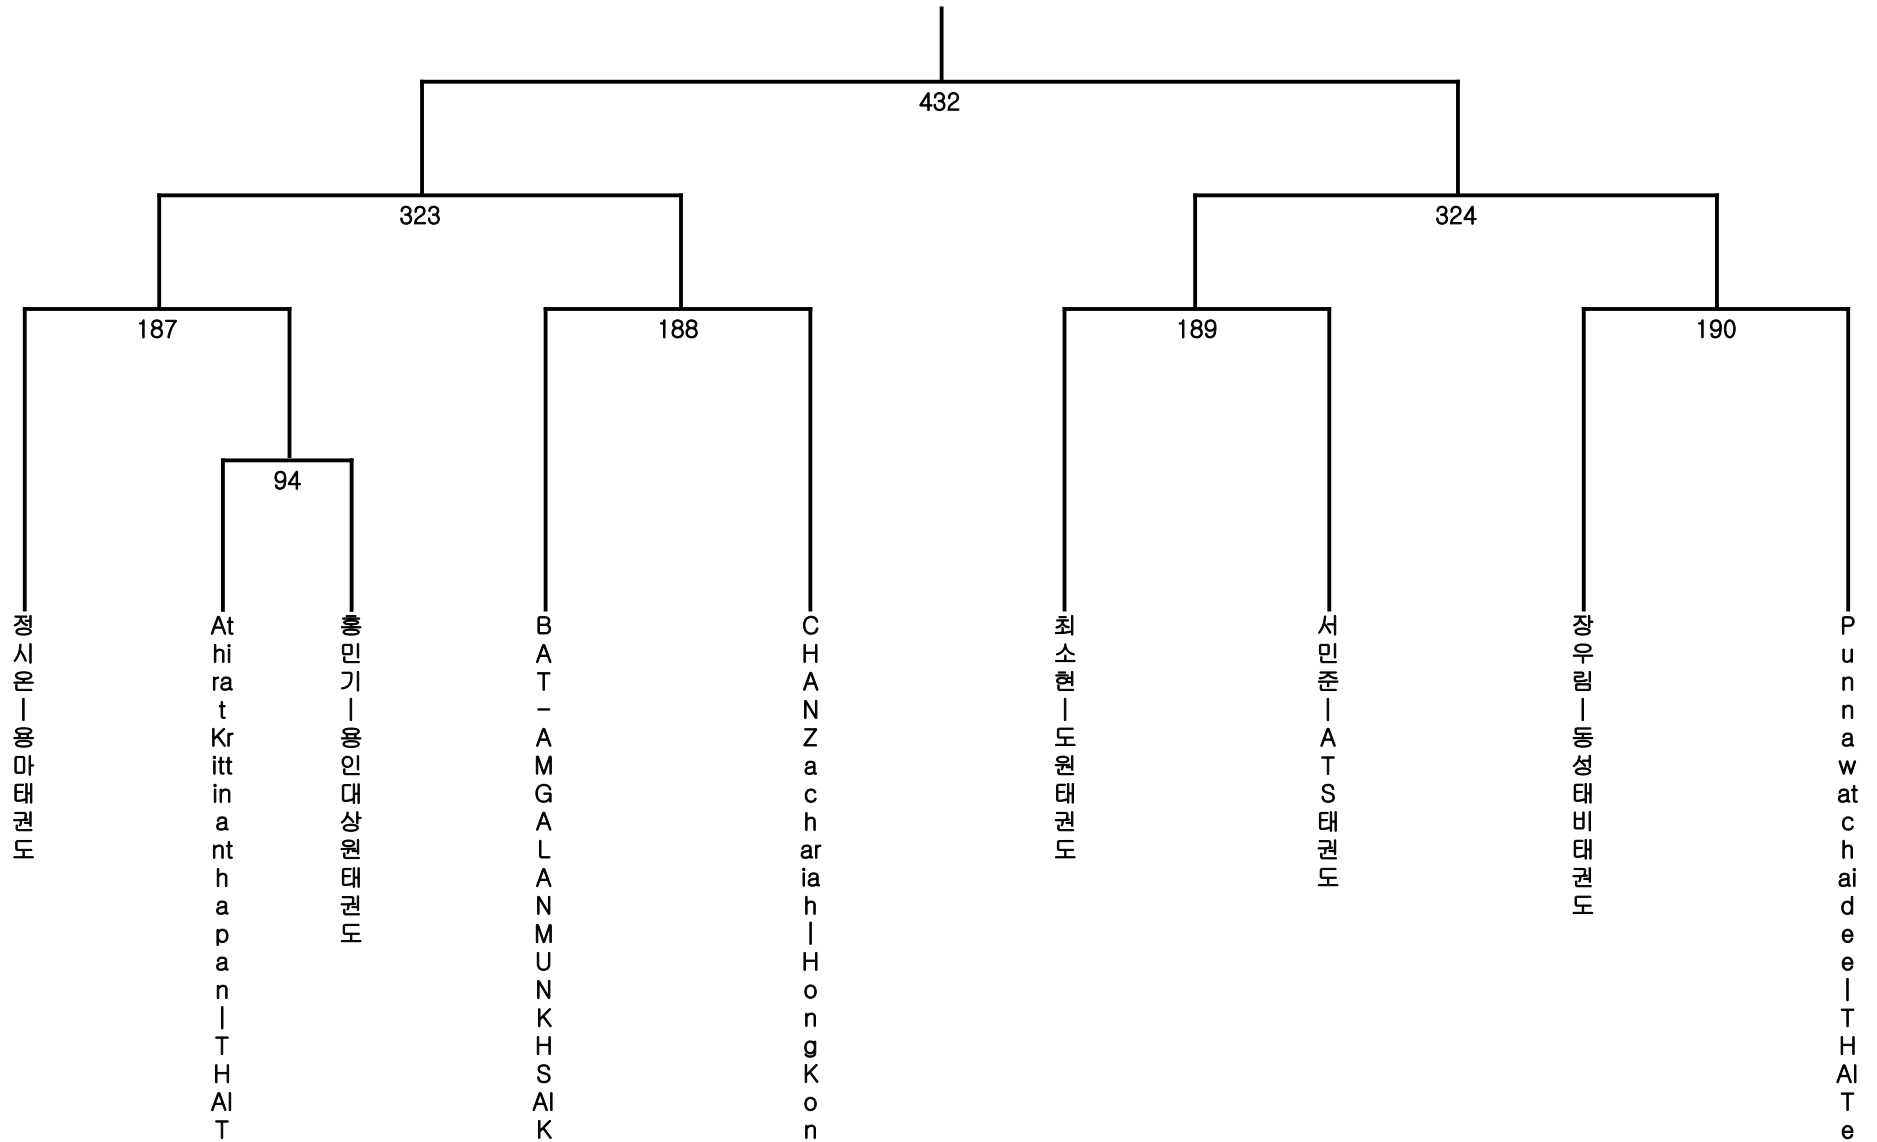 432
323
324
187
188
189
190
94
정시온|용마태권도
AthiratKrittinanthapan|THAIT
홍민기|용인대상원태권도
BAT-AMGALANMUNKHSAIK
CHANZachariah|HongKon
최소현|도원태권도
서민준|ATS태권도
장우림|동성태비태권도
Punnawatchaidee|THAITe